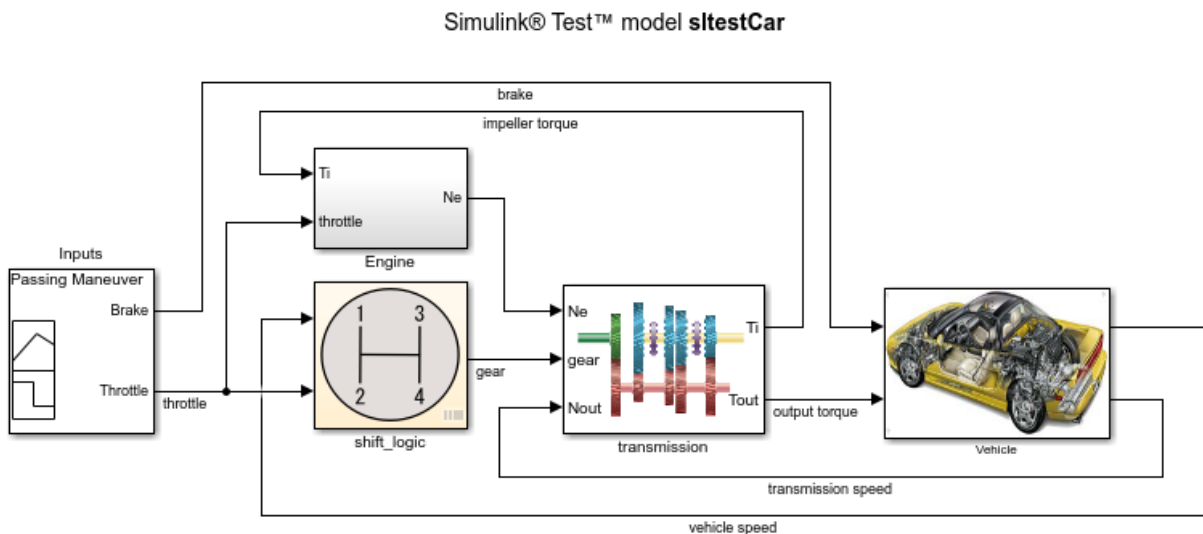 Simulink® Test™ model sltestCar
brake
impeller torque
Ti
Ne
throttle
Engine
Inputs
Passing Maneuver
Brake
Throttle
throttle
1 3
2 4
shift_logic
gear
Ne
gear
Nout
Ti
Tout
transmission
output torque
Vehicle
transmission speed
vehicle speed